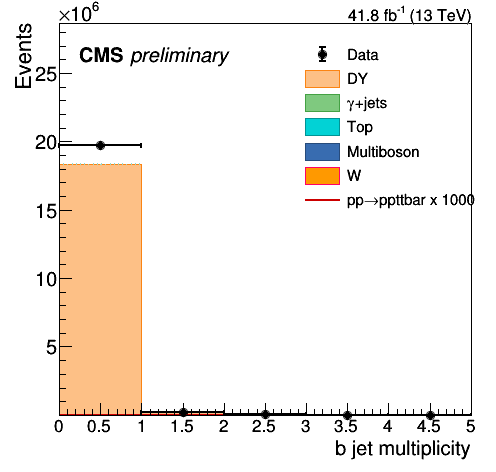 ×10⁶
41.8 fb⁻¹ (13 TeV)
Events
CMS preliminary
Data
DY
γ+jets
Top
Multiboson
W
pp→ppttbar x 1000
25
20
15
10
5
0 0.5 1 1.5 2 2.5 3 3.5 4 4.5 5
b jet multiplicity